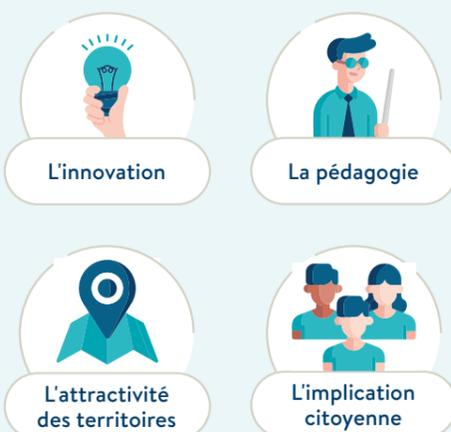 L'innovation
La pédagogie
L'attractivité
des territoires
L'implication
citoyenne